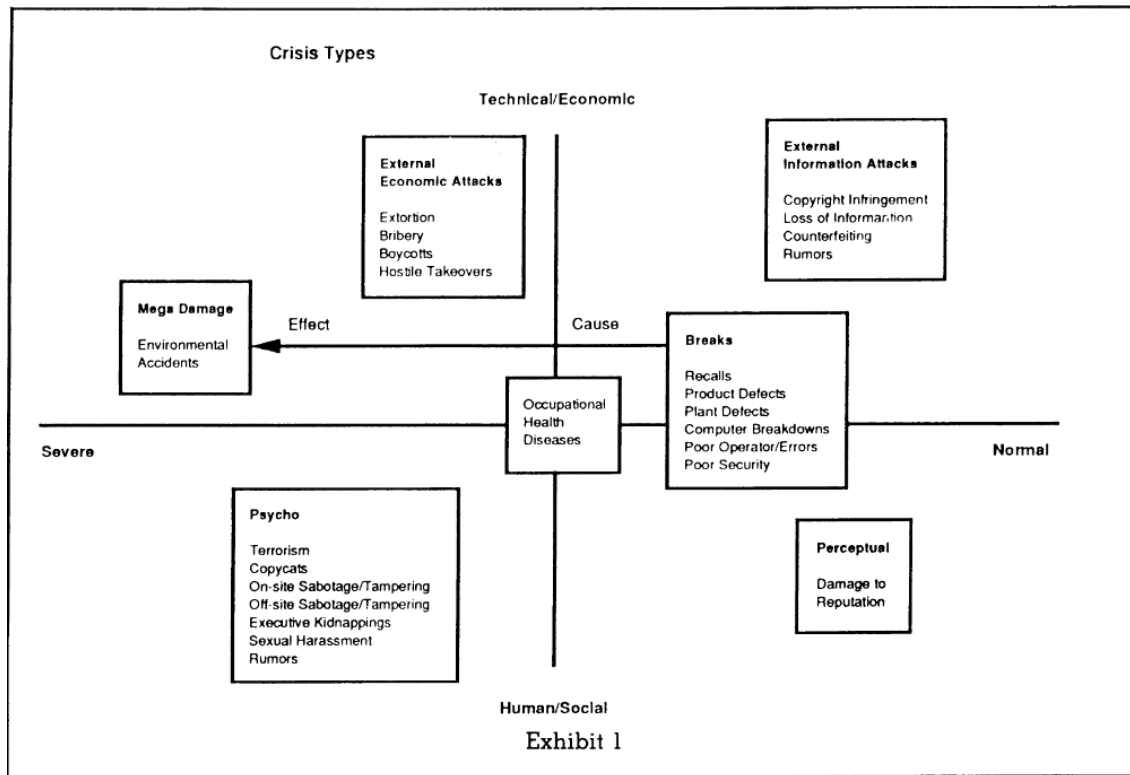 Crisis Types
Technical/Economic
External
Economic Attacks
Extortion
Bribery
Boycotts
Hostile Takeovers
External
Information Attacks
Copyright Infringement
Loss of Information
Counterfeiting
Rumors
Mega Damage
Environmental
Accidents
Effect
Cause
Breaks
Recalls
Product Defects
Plant Defects
Computer Breakdowns
Poor Operator/Errors
Poor Security
Occupational
Health
Diseases
Severe
Normal
Psycho
Terrorism
Copycats
On-site Sabotage/Tampering
Off-site Sabotage/Tampering
Executive Kidnappings
Sexual Harassment
Rumors
Perceptual
Damage to
Reputation
Human/Social
Exhibit 1